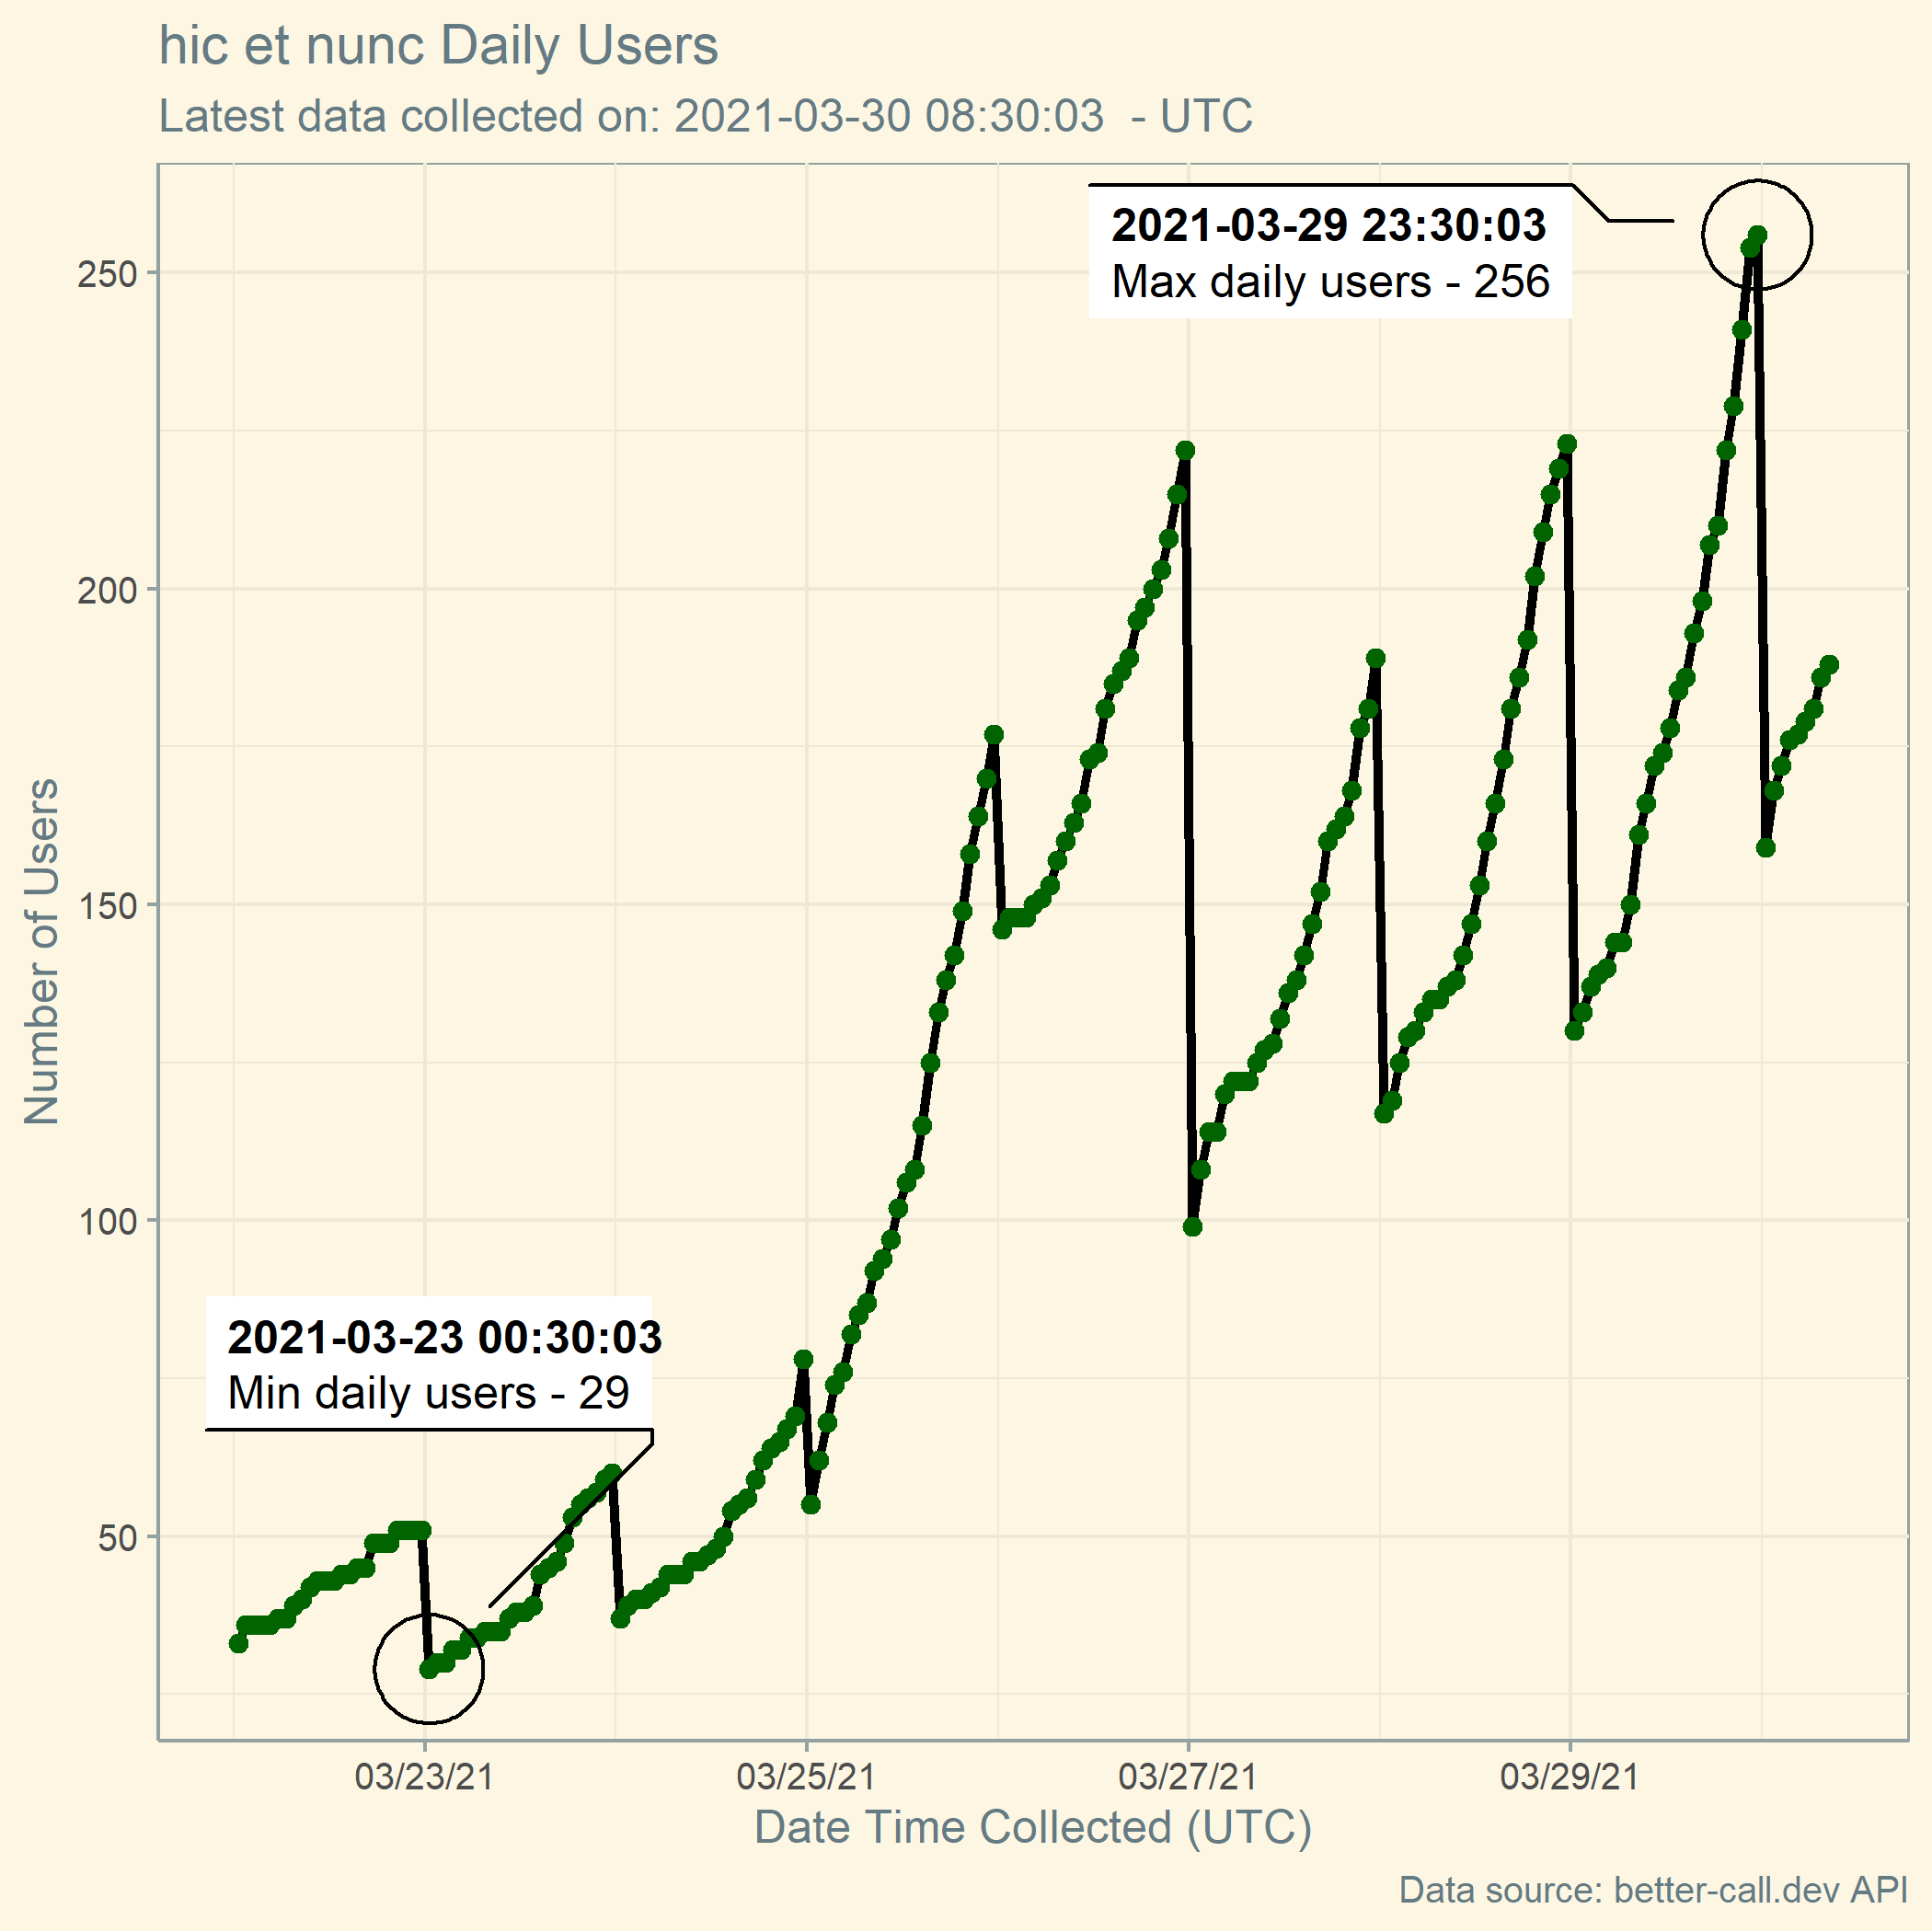 hic et nunc Daily Users
Latest data collected on: 2021-03-30 08:30:03  - UTC
2021-03-29 23:30:03
Max daily users - 256
250
200
150
100
50
Number of Users
2021-03-23 00:30:03
Min daily users - 29
03/23/21
03/25/21
03/27/21
03/29/21
Date Time Collected (UTC)
Data source: better-call.dev API